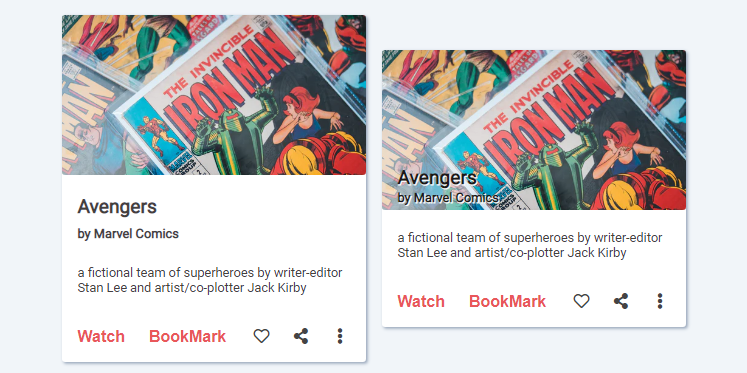 THE INVINCIBLE
IRON MAN
MAN
Avengers
by Marvel Comics
a fictional team of superheroes by writer-editor
Stan Lee and artist/co-plotter Jack Kirby
Watch BookMark
THE INVINCIBLE
IRON MAN
MAN
Avengers
by Marvel Comics
a fictional team of superheroes by writer-editor
Stan Lee and artist/co-plotter Jack Kirby
Watch BookMark